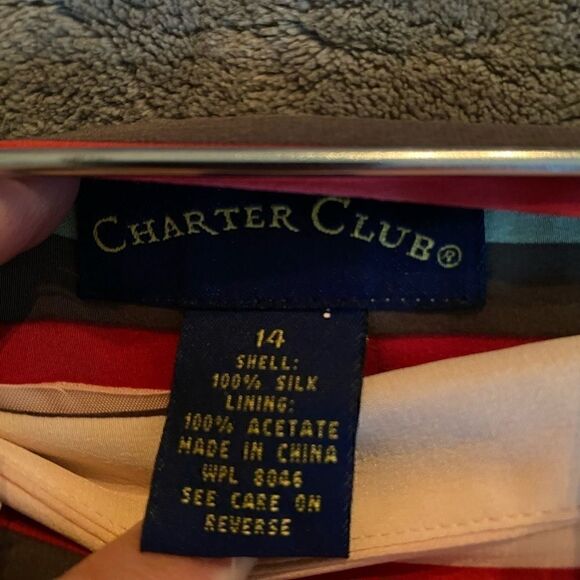 CHARTER CLUB®
14
SHELL:
100% SILK
LINING:
100% ACETATE
MADE IN CHINA
WPL 8046
SEE CARE ON
REVERSE